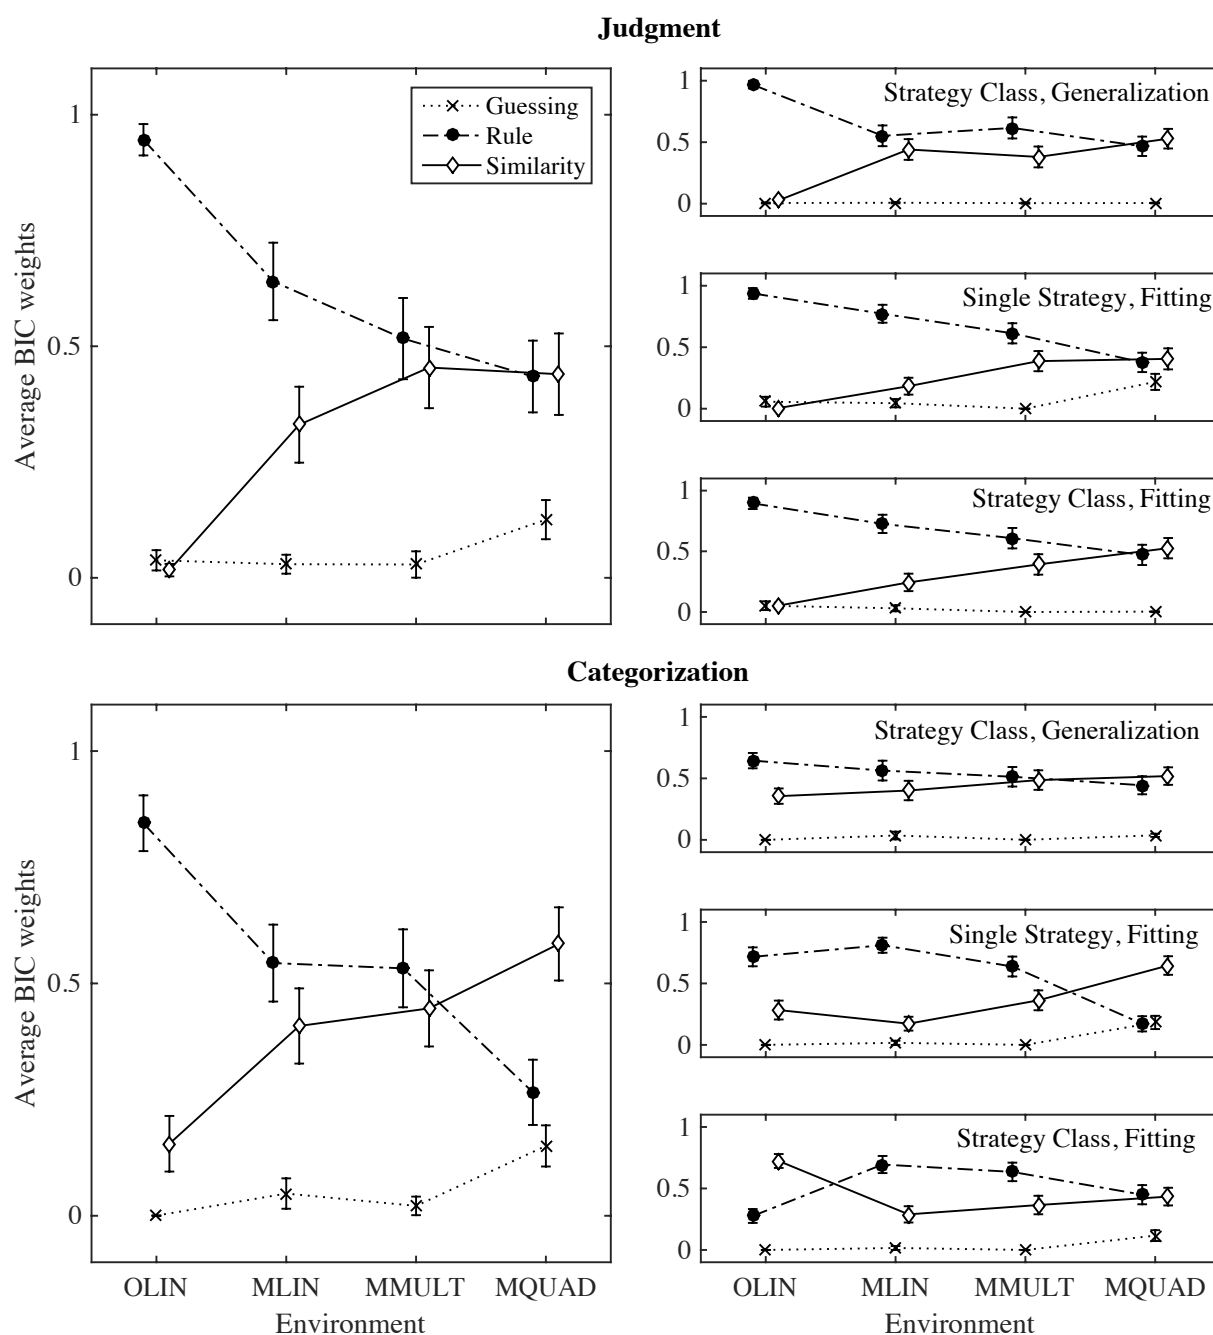 Judgment
Average BIC weights
1
0.5
0
Guessing
Rule
Similarity
1
0.5
0
Strategy Class, Generalization
1
0.5
0
Single Strategy, Fitting
1
0.5
0
Strategy Class, Fitting
Categorization
Average BIC weights
1
0.5
0
OLIN MLIN MMULT MQUAD
Environment
1
0.5
0
Strategy Class, Generalization
1
0.5
0
Single Strategy, Fitting
1
0.5
0
Strategy Class, Fitting
OLIN MLIN MMULT MQUAD
Environment